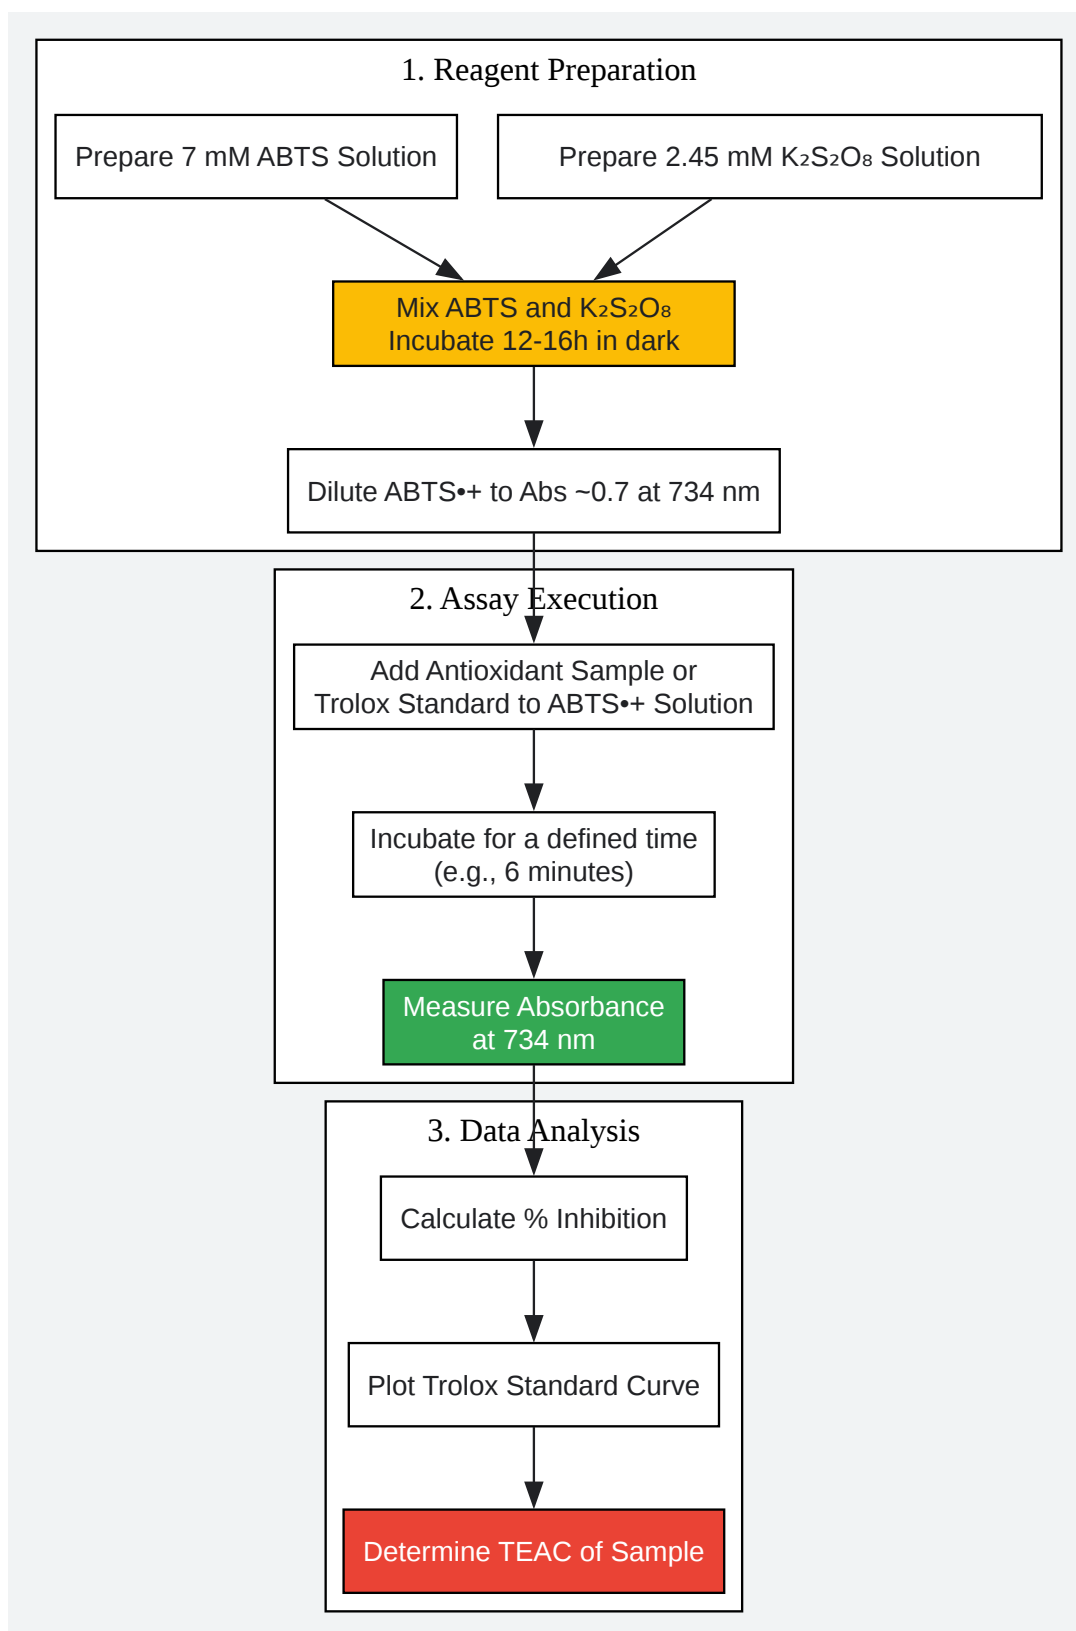 1. Reagent Preparation
Prepare 7 mM ABTS Solution
Prepare 2.45 mM K₂S₂O₈ Solution
Mix ABTS and K₂S₂O₈
Incubate 12-16h in dark
Dilute ABTS•+ to Abs ~0.7 at 734 nm
2. Assay Execution
Add Antioxidant Sample or
Trolox Standard to ABTS•+ Solution
Incubate for a defined time
(e.g., 6 minutes)
Measure Absorbance
at 734 nm
3. Data Analysis
Calculate % Inhibition
Plot Trolox Standard Curve
Determine TEAC of Sample